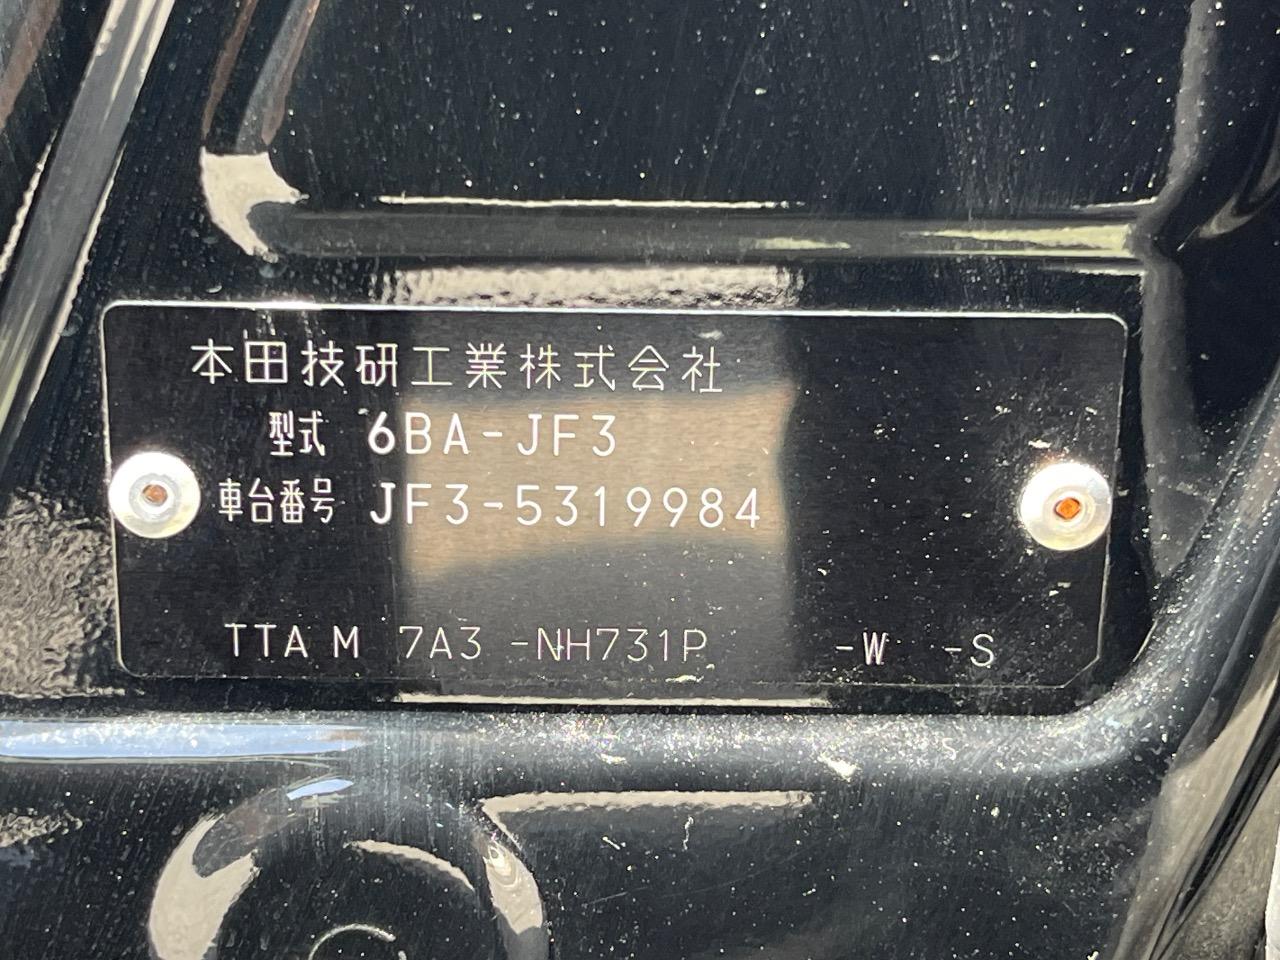 本田技研工業株式会社
型式 6BA-JF3
車台番号 JF3-5319984
TTA M 7A3 -NH731P -W -S